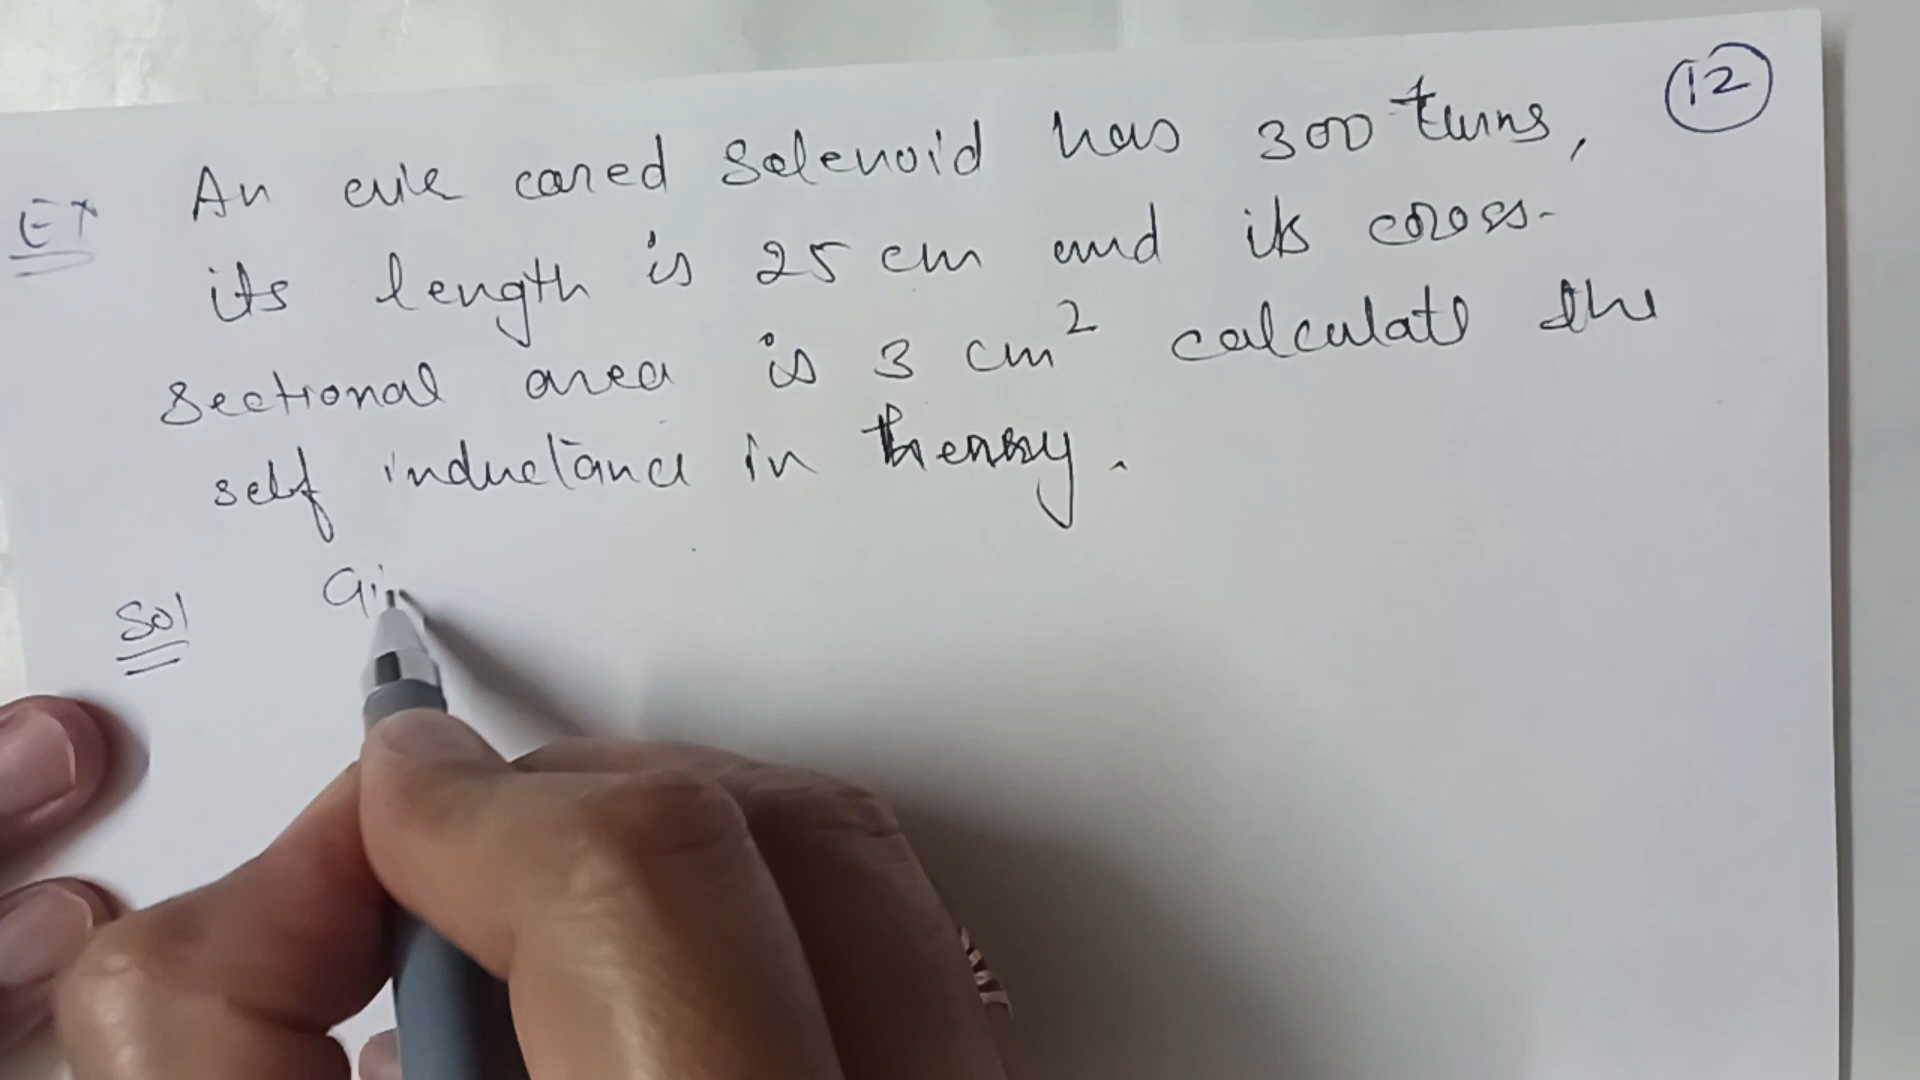 12
Ex An air cored solenoid has 300 turns,
its length is 25 cm and its cross-
sectional area is 3 cm² calculate the
self inductance in henry.
Sol Gi